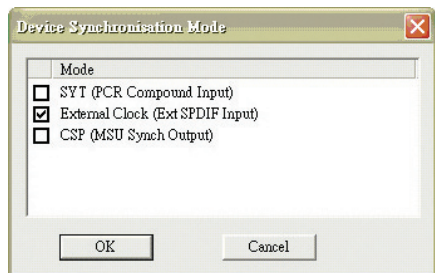 Device Synchronisation Mode
Mode
SYT (PCR Compound Input)
External Clock (Ext SPDIF Input)
CSP (MSU Synch Output)
OK Cancel